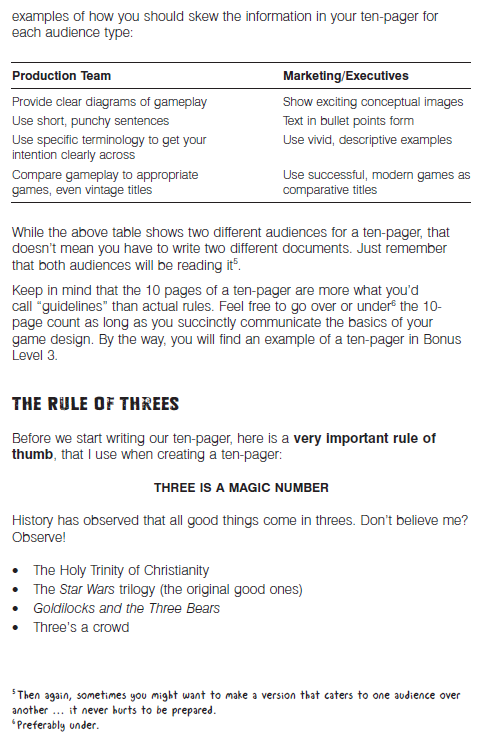 examples of how you should skew the information in your ten-pager for
each audience type:
Production Team Marketing/Executives
Provide clear diagrams of gameplay Show exciting conceptual images
Use short, punchy sentences Text in bullet points form
Use specific terminology to get your Use vivid, descriptive examples
intention clearly across
Compare gameplay to appropriate Use successful, modern games as
games, even vintage titles comparative titles
While the above table shows two different audiences for a ten-pager, that
doesn't mean you have to write two different documents. Just remember
that both audiences will be reading it⁵.
Keep in mind that the 10 pages of a ten-pager are more what you'd
call "guidelines" than actual rules. Feel free to go over or under⁶ the 10-
page count as long as you succinctly communicate the basics of your
game design. By the way, you will find an example of a ten-pager in Bonus
Level 3.
THE RULE OF THREES
Before we start writing our ten-pager, here is a very important rule of
thumb, that I use when creating a ten-pager:
THREE IS A MAGIC NUMBER
History has observed that all good things come in threes. Don't believe me?
Observe!
• The Holy Trinity of Christianity
• The Star Wars trilogy (the original good ones)
• Goldilocks and the Three Bears
• Three's a crowd
⁵Then again, sometimes you might want to make a version that caters to one audience over
another ... it never hurts to be prepared.
⁶Preferably under.